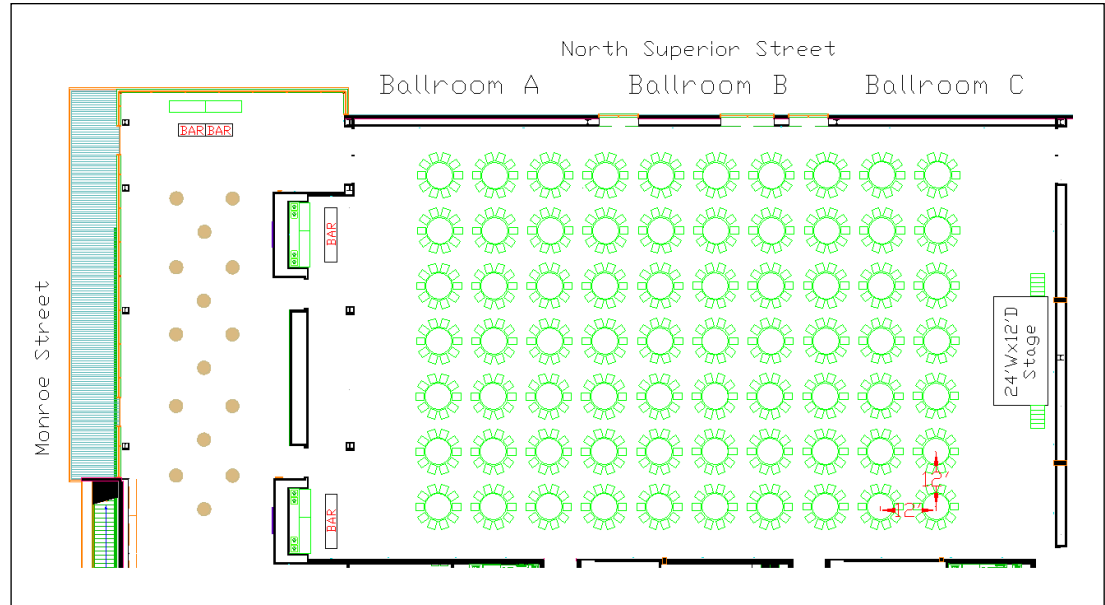 North Superior Street
Ballroom A
Ballroom B
Ballroom C
BAR BAR
BAR
Monroe Street
24'Wx12'D
Stage
H
12'
12'
BAR